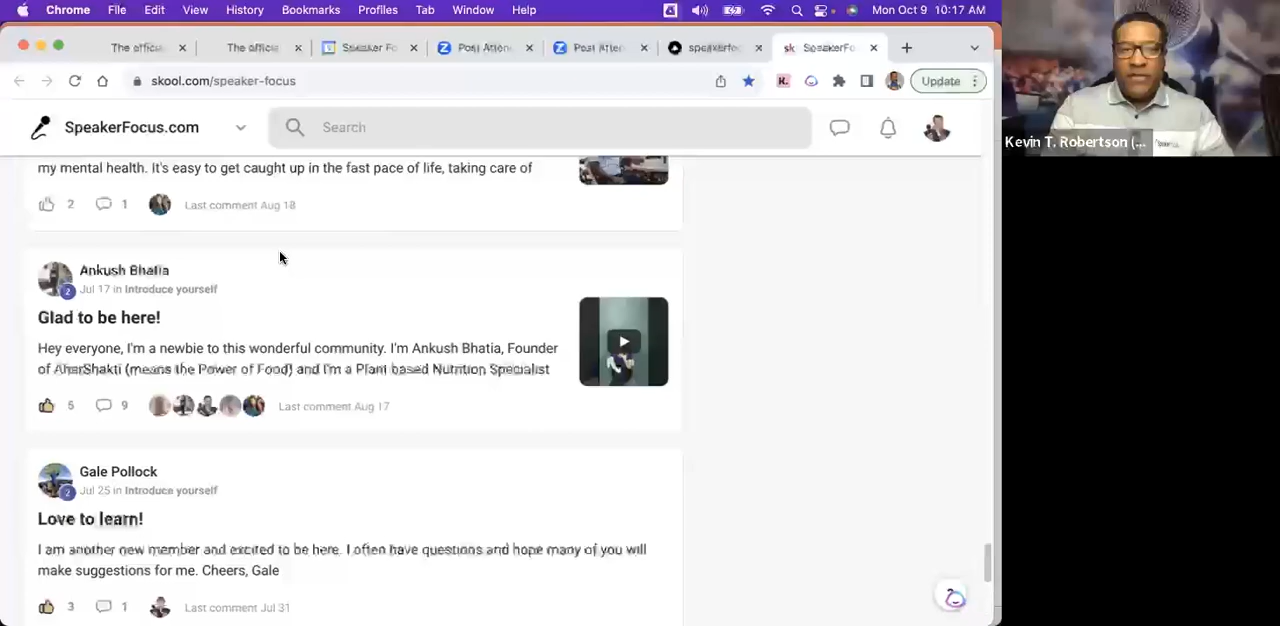 Chrome File Edit View History Bookmarks Profiles Tab Window Help Mon Oct 9 10:17 AM
The officia The officia Speaker Fo Post Atten Post Atten speakerfoc SpeakerFo
skool.com/speaker-focus Update
SpeakerFocus.com Search
Kevin T. Robertson (...
my mental health. It's easy to get caught up in the fast pace of life, taking care of
2 1 Last comment Aug 18
Ankush Bhatia
2 Jul 17 in Introduce yourself
Glad to be here!
Hey everyone, I'm a newbie to this wonderful community. I'm Ankush Bhatia, Founder
of AharShakti (means the Power of Food) and I'm a Plant based Nutrition Specialist
5 9 Last comment Aug 17
Gale Pollock
2 Jul 25 in Introduce yourself
Love to learn!
I am another new member and excited to be here. I often have questions and hope many of you will
make suggestions for me. Cheers, Gale
3 1 Last comment Jul 31